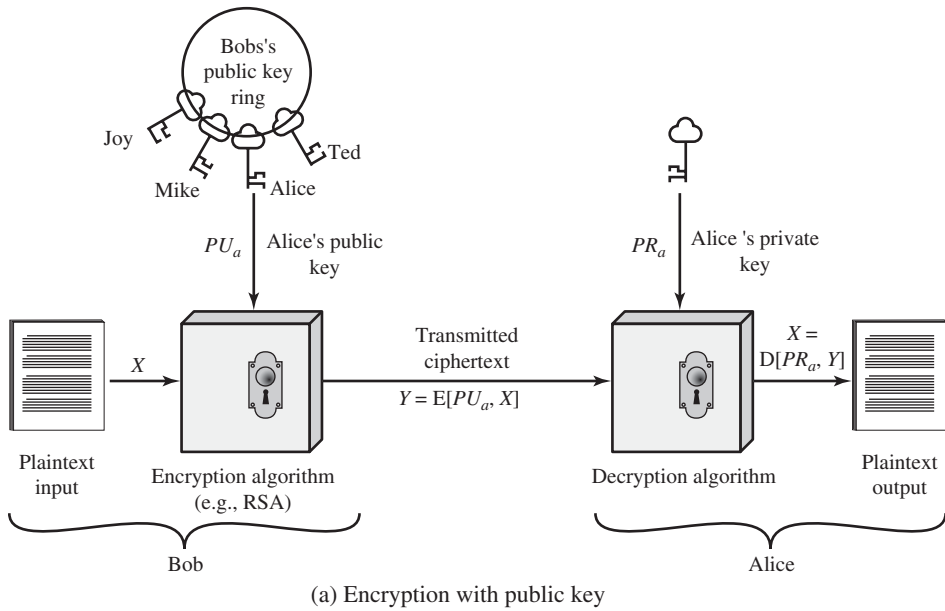 Bobs's
public key
ring
Joy
Mike
Alice
Ted
PUₐ
Alice's public
key
PRₐ
Alice 's private
key
X
Transmitted
ciphertext
Y = E[PUₐ, X]
X =
D[PRₐ, Y]
Plaintext
input
Encryption algorithm
(e.g., RSA)
Decryption algorithm
Plaintext
output
Bob
Alice
(a) Encryption with public key